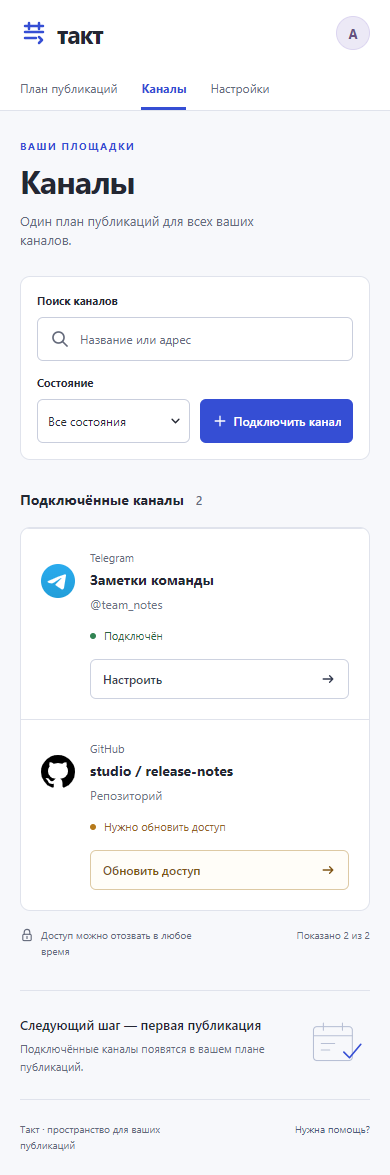 такт
А
План публикаций Каналы Настройки
ВАШИ ПЛОЩАДКИ
Каналы
Один план публикаций для всех ваших
каналов.
Поиск каналов
Название или адрес
Состояние
Все состояния
Подключить канал
Подключённые каналы 2
Telegram
Заметки команды
@team_notes
Подключён
Настроить
GitHub
studio / release-notes
Репозиторий
Нужно обновить доступ
Обновить доступ
Доступ можно отозвать в любое
время
Показано 2 из 2
Следующий шаг — первая публикация
Подключённые каналы появятся в вашем плане
публикаций.
Такт · пространство для ваших
публикаций
Нужна помощь?